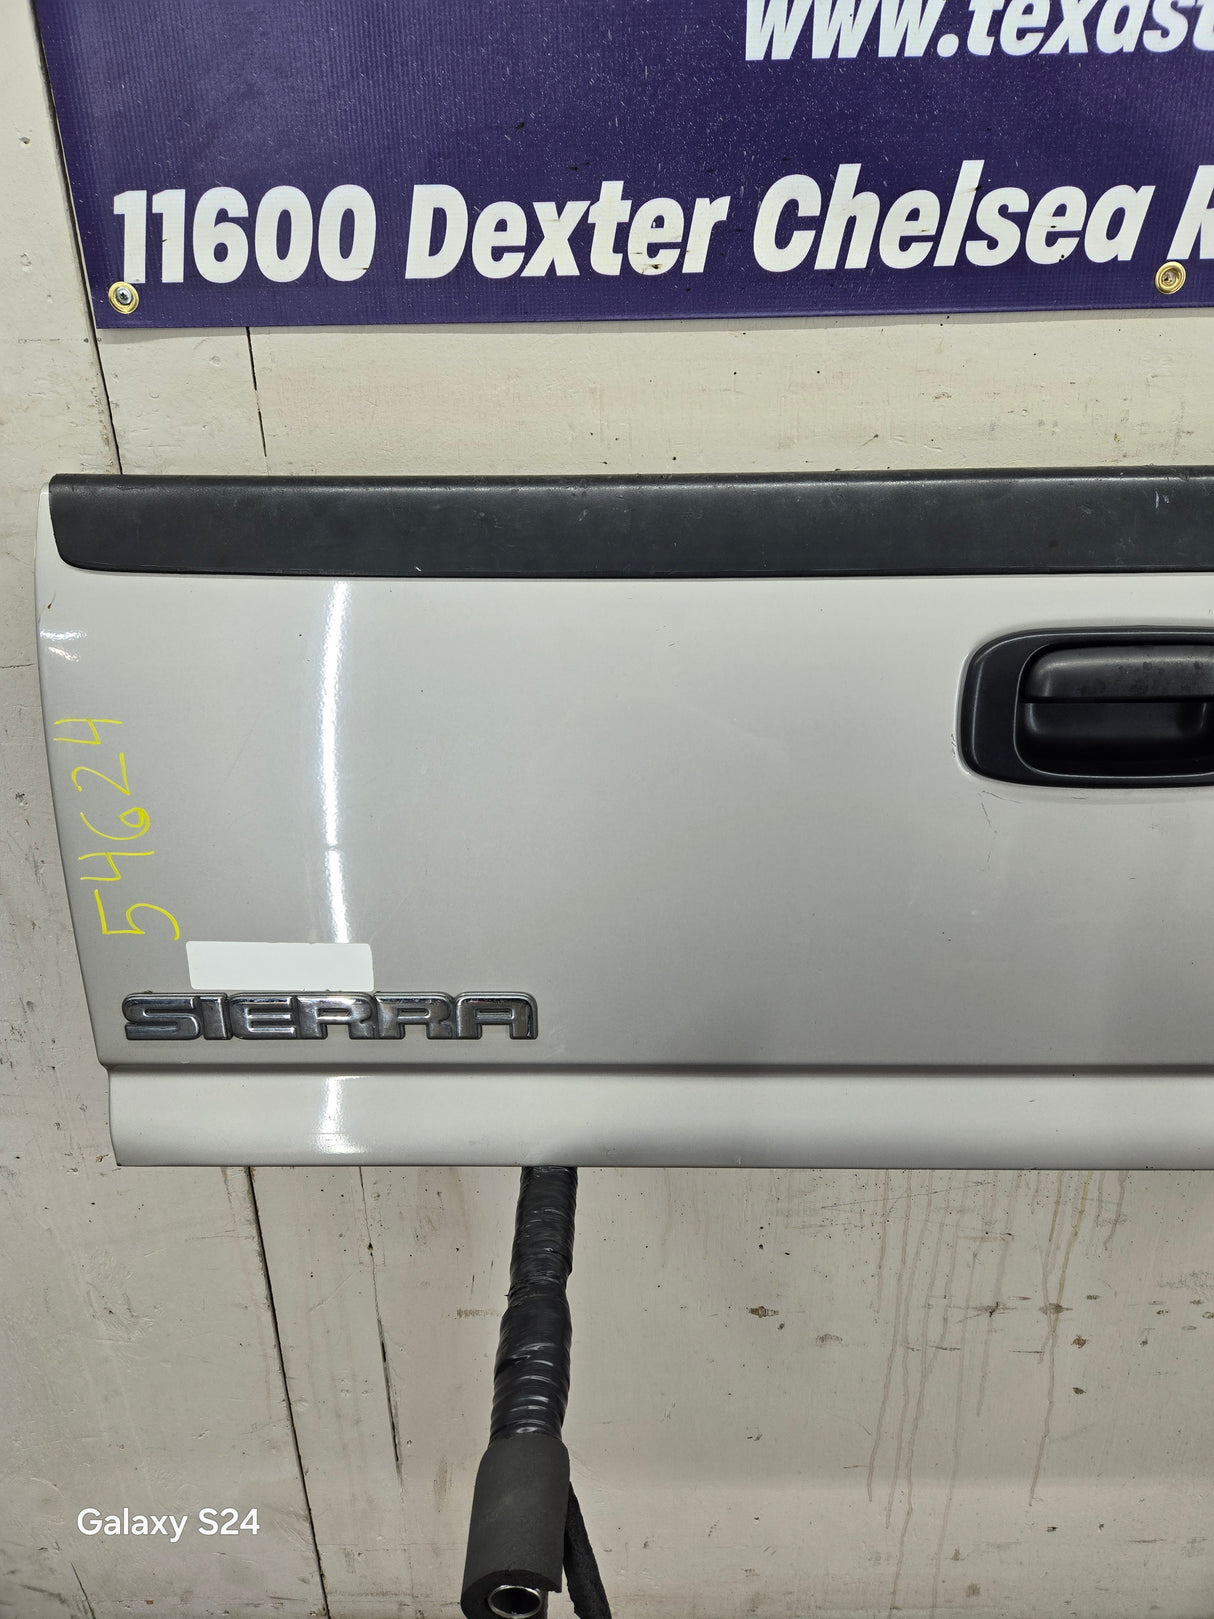 www.texast
11600 Dexter Chelsea R
54624
SIERRA
Galaxy S24